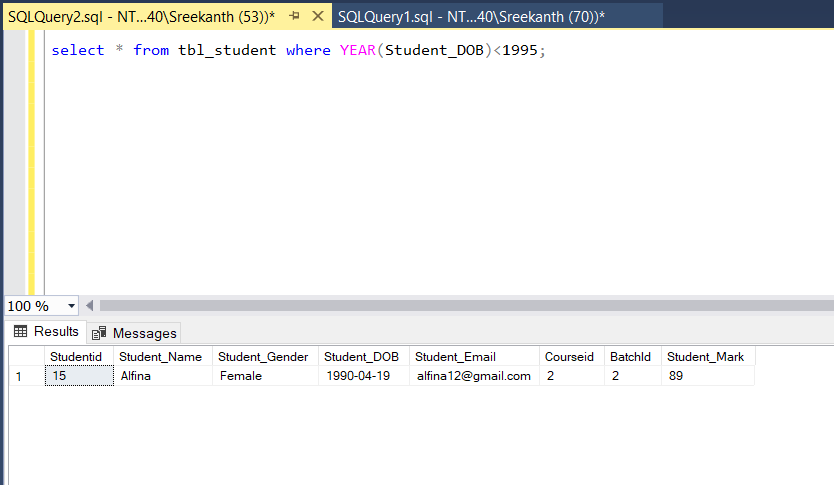 SQLQuery2.sql - NT...40\Sreekanth (53))* SQLQuery1.sql - NT...40\Sreekanth (70))*
select * from tbl_student where YEAR(Student_DOB)<1995;
100 %
Results Messages
Studentid Student_Name Student_Gender Student_DOB Student_Email Courseid BatchId Student_Mark
1 15 Alfina Female 1990-04-19 alfina12@gmail.com 2 2 89